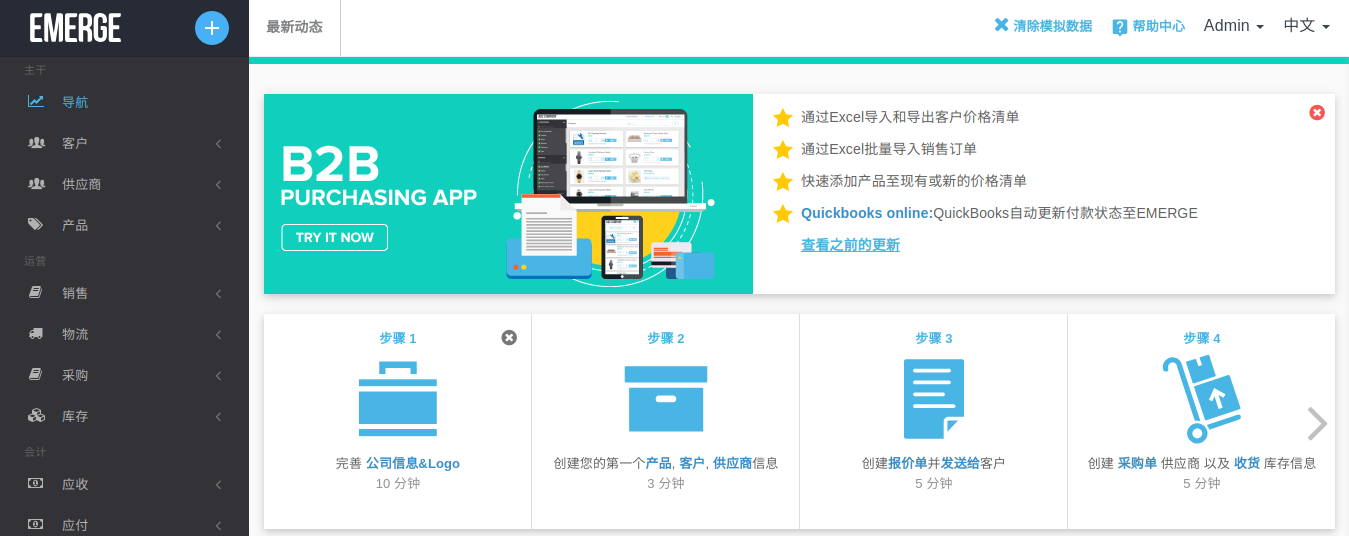 EMERGE
最新动态
清除模拟数据
帮助中心
Admin
中文
主干
导航
客户
供应商
产品
运营
销售
物流
采购
库存
会计
应收
应付
B2B
PURCHASING APP
TRY IT NOW
通过Excel导入和导出客户价格清单
通过Excel批量导入销售订单
快速添加产品至现有或新的价格清单
Quickbooks online:QuickBooks自动更新付款状态至EMERGE
查看之前的更新
步骤 1
完善 公司信息&Logo
10 分钟
步骤 2
创建您的第一个产品, 客户, 供应商信息
3 分钟
步骤 3
创建报价单并发送给客户
5 分钟
步骤 4
创建 采购单 供应商 以及 收货 库存信息
5 分钟